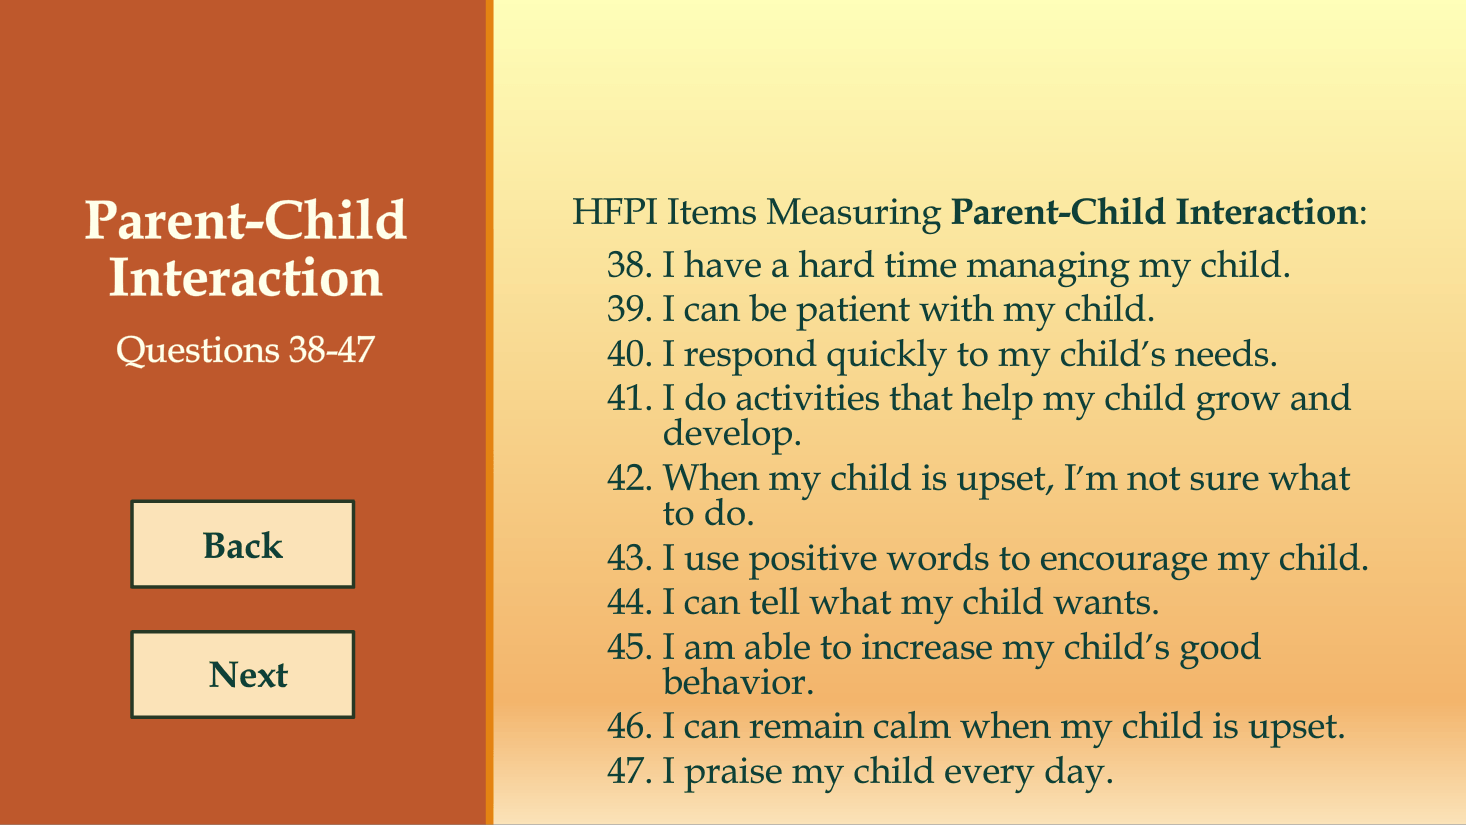 Parent-Child
Interaction
Questions 38-47
Back
Next
HFPI Items Measuring Parent-Child Interaction:
38. I have a hard time managing my child.
39. I can be patient with my child.
40. I respond quickly to my child’s needs.
41. I do activities that help my child grow and
develop.
42. When my child is upset, I’m not sure what
to do.
43. I use positive words to encourage my child.
44. I can tell what my child wants.
45. I am able to increase my child’s good
behavior.
46. I can remain calm when my child is upset.
47. I praise my child every day.